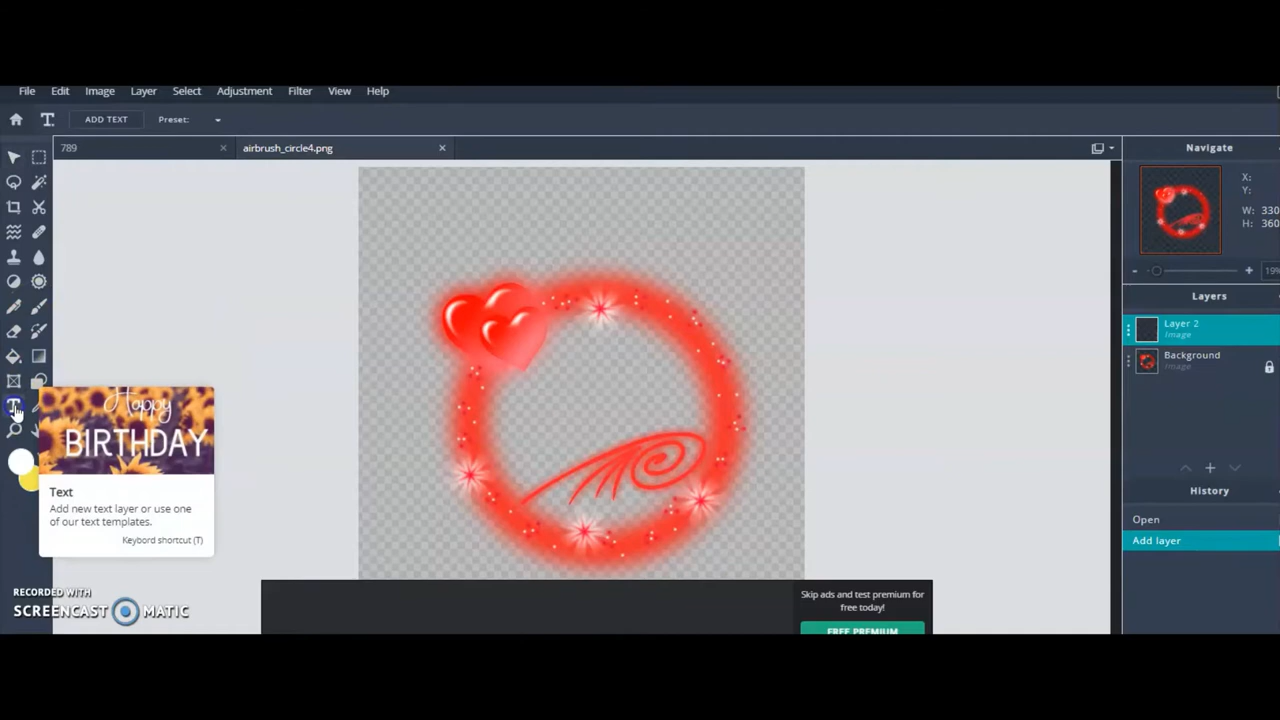 File Edit Image Layer Select Adjustment Filter View Help
T ADD TEXT Preset:
789 airbrush_circle4.png
Navigate
X:
Y:
W: 330
H: 360
19%
Layers
Layer 2
Image
Background
Image
History
Open
Add layer
T
Happy
BIRTHDAY
Text
Add new text layer or use one
of our text templates.
Keybord shortcut (T)
RECORDED WITH
SCREENCAST MATIC
Skip ads and test premium for
free today!
FREE PREMIUM